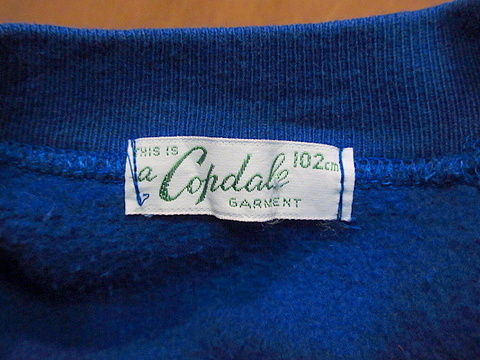 THIS IS
a Copdale 102cm
GARMENT